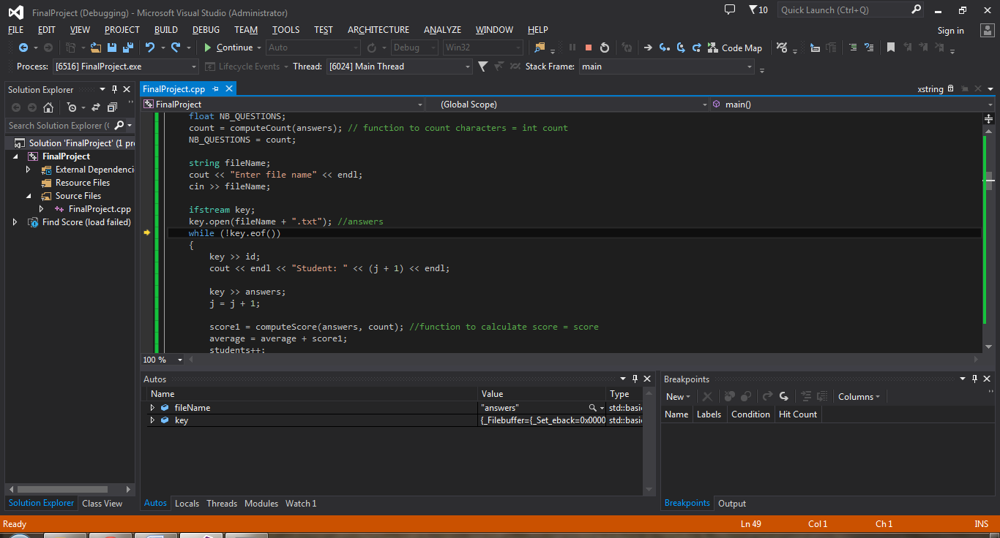 FinalProject (Debugging) - Microsoft Visual Studio (Administrator)
10
Quick Launch (Ctrl+Q)
FILE EDIT VIEW PROJECT BUILD DEBUG TEAM TOOLS TEST ARCHITECTURE ANALYZE WINDOW HELP
Sign in
Continue Auto Debug Win32 Code Map
Process: [6516] FinalProject.exe Lifecycle Events Thread: [6024] Main Thread Stack Frame: main
Solution Explorer
Search Solution Explorer (
Solution 'FinalProject' (1 pr
FinalProject
External Dependenci
Resource Files
Source Files
FinalProject.cpp
Find Score (load failed)
Solution Explorer Class View
FinalProject.cpp
xstring
FinalProject (Global Scope) main()
float NB_QUESTIONS;
count = computeCount(answers); // function to count characters = int count
NB_QUESTIONS = count;
string fileName;
cout << "Enter file name" << endl;
cin >> fileName;
ifstream key;
key.open(fileName + ".txt"); //answers
while (!key.eof())
{
key >> id;
cout << endl << "Student: " << (j + 1) << endl;
key >> answers;
j = j + 1;
score1 = computeScore(answers, count); //function to calculate score = score
average = average + score1;
students++;
100 %
Autos
Name Value Type
fileName "answers" std::basi
key {_Filebuffer={_Set_eback=0x0000 std::basi
Autos Locals Threads Modules Watch 1
Breakpoints
New Columns
Name Labels Condition Hit Count
Breakpoints Output
Ready Ln 49 Col 1 Ch 1 INS